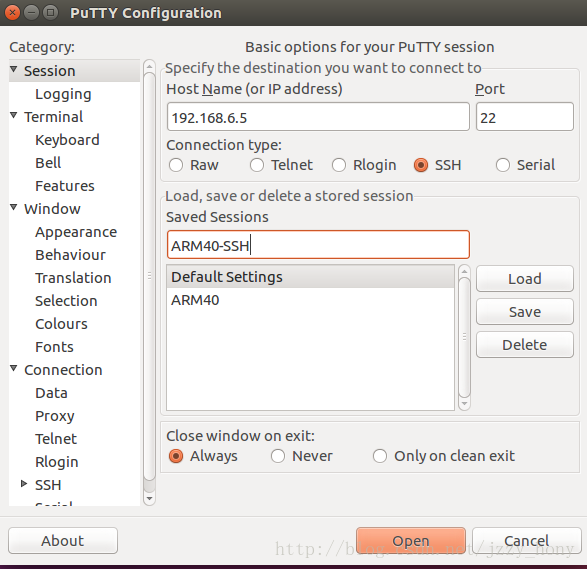 PuTTY Configuration
Category:
Session
Logging
Terminal
Keyboard
Bell
Features
Window
Appearance
Behaviour
Translation
Selection
Colours
Fonts
Connection
Data
Proxy
Telnet
Rlogin
SSH
Serial
Basic options for your PuTTY session
Specify the destination you want to connect to
Host Name (or IP address) Port
192.168.6.5 22
Connection type:
Raw Telnet Rlogin SSH Serial
Load, save or delete a stored session
Saved Sessions
ARM40-SSH
Default Settings
ARM40
Load
Save
Delete
Close window on exit:
Always Never Only on clean exit
About Open Cancel